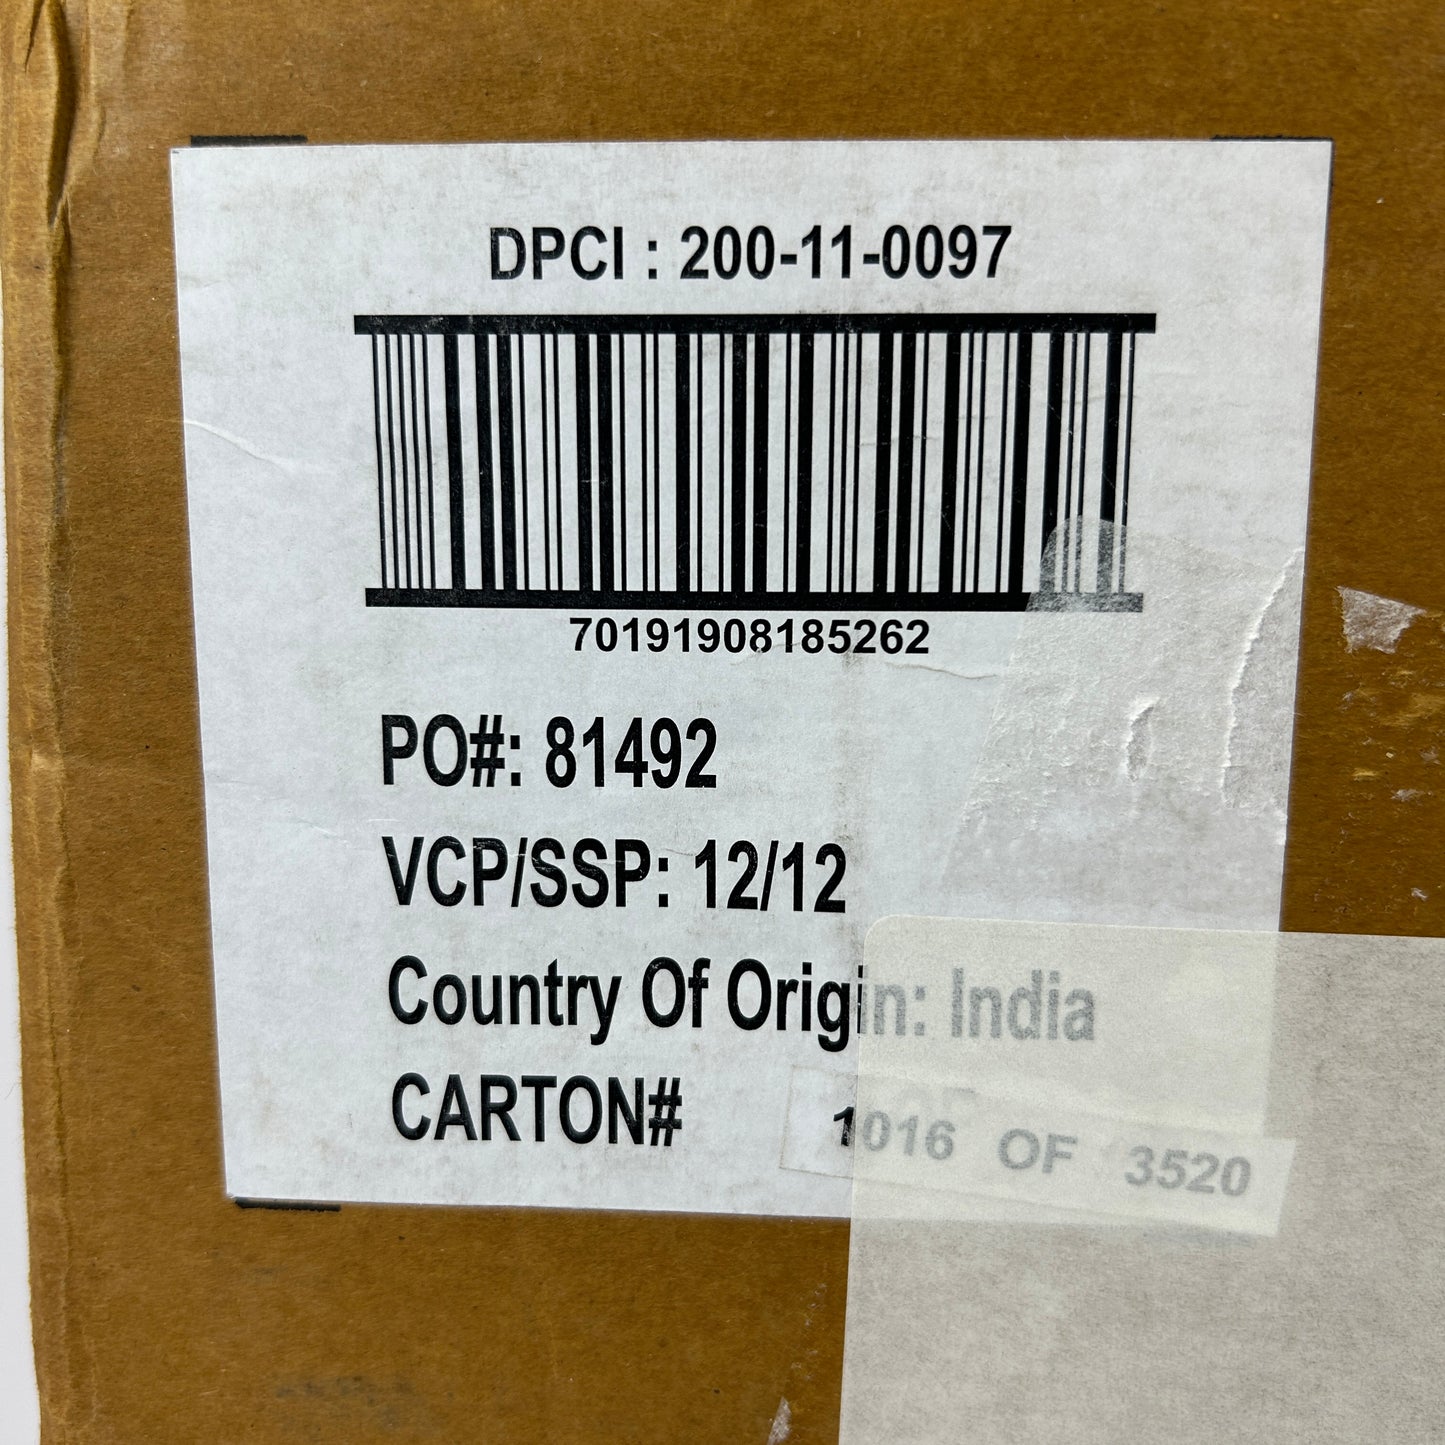 DPCI : 200-11-0097
70191908185262
PO#: 81492
VCP/SSP: 12/12
Country Of Origin: India
CARTON# 1016 OF 3520